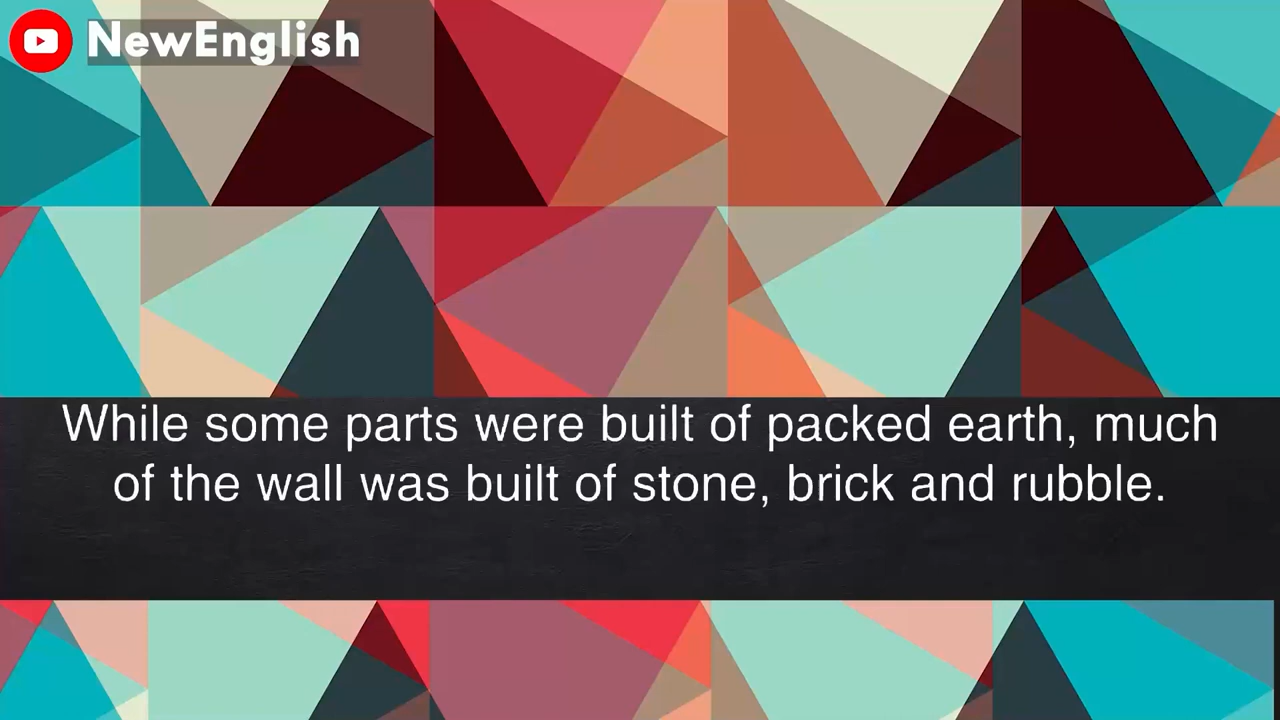 NewEnglish
While some parts were built of packed earth, much
of the wall was built of stone, brick and rubble.